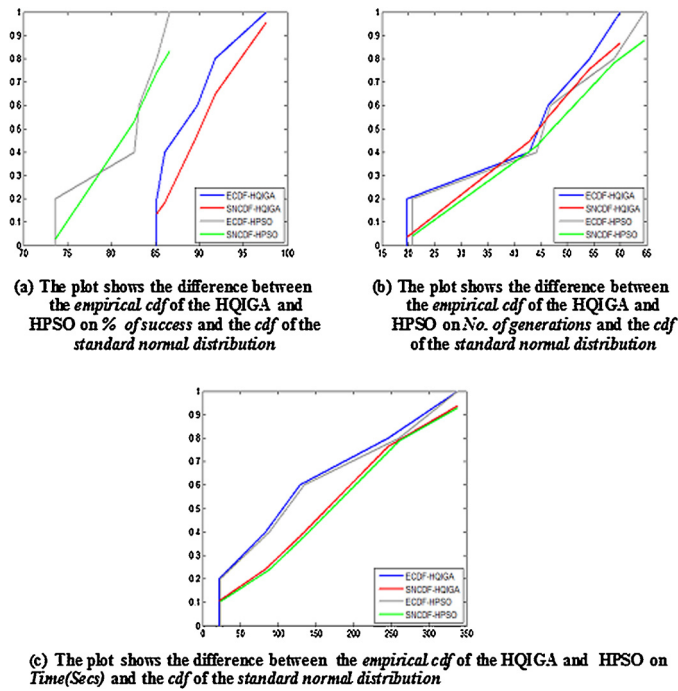 1
0.9
0.8
0.7
0.6
0.5
0.4
0.3
0.2
0.1
0
70 75 80 85 90 95 100
ECDF-HQIGA
SNCDF-HQIGA
ECDF-HPSO
SNCDF-HPSO
(a) The plot shows the difference between
the empirical cdf of the HQIGA and
HPSO on % of success and the cdf of the
standard normal distribution
1
0.9
0.8
0.7
0.6
0.5
0.4
0.3
0.2
0.1
0
15 20 25 30 35 40 45 50 55 60 65
ECDF-HQIGA
SNCDF-HQIGA
ECDF-HPSO
SNCDF-HPSO
(b) The plot shows the difference between
the empirical cdf of the HQIGA and
HPSO on No. of generations and the cdf
of the standard normal distribution
1
0.9
0.8
0.7
0.6
0.5
0.4
0.3
0.2
0.1
0
0 50 100 150 200 250 300 350
ECDF-HQIGA
SNCDF-HQIGA
ECDF-HPSO
SNCDF-HPSO
(c) The plot shows the difference between the empirical cdf of the HQIGA and HPSO on
Time(Secs) and the cdf of the standard normal distribution